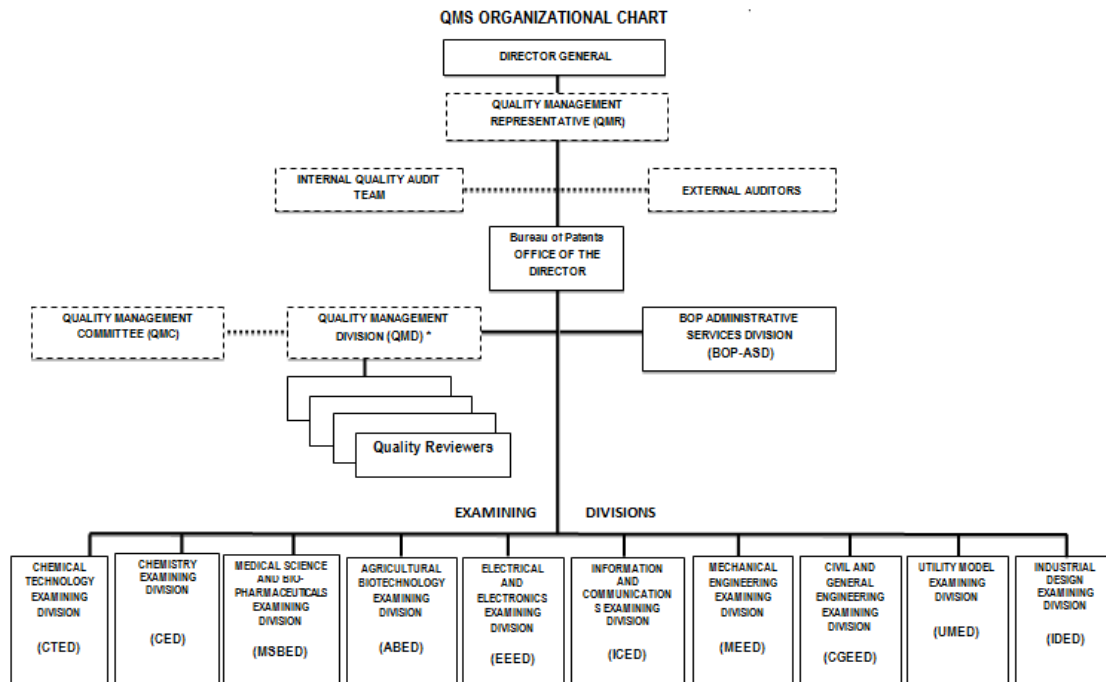 QMS ORGANIZATIONAL CHART
DIRECTOR GENERAL
QUALITY MANAGEMENT
REPRESENTATIVE (QMR)
INTERNAL QUALITY AUDIT
TEAM
EXTERNAL AUDITORS
Bureau of Patents
OFFICE OF THE
DIRECTOR
QUALITY MANAGEMENT
COMMITTEE (QMC)
QUALITY MANAGEMENT
DIVISION (QMD) *
BOP ADMINISTRATIVE
SERVICES DIVISION
(BOP-ASD)
Quality Reviewers
EXAMINING DIVISIONS
CHEMICAL
TECHNOLOGY
EXAMINING
DIVISION
(CTED)
CHEMISTRY
EXAMINING
DIVISION
(CED)
MEDICAL SCIENCE
AND BIO-
PHARMACEUTICALS
EXAMINING
DIVISION
(MSBED)
AGRICULTURAL
BIOTECHNOLOGY
EXAMINING
DIVISION
(ABED)
ELECTRICAL
AND
ELECTRONICS
EXAMINING
DIVISION
(EEED)
INFORMATION
AND
COMMUNICATION
S EXAMINING
DIVISION
(ICED)
MECHANICAL
ENGINEERING
EXAMINING
DIVISION
(MEED)
CIVIL AND
GENERAL
ENGINEERING
EXAMINING
DIVISION
(CGEED)
UTILITY MODEL
EXAMINING
DIVISION
(UMED)
INDUSTRIAL
DESIGN
EXAMINING
DIVISION
(IDED)